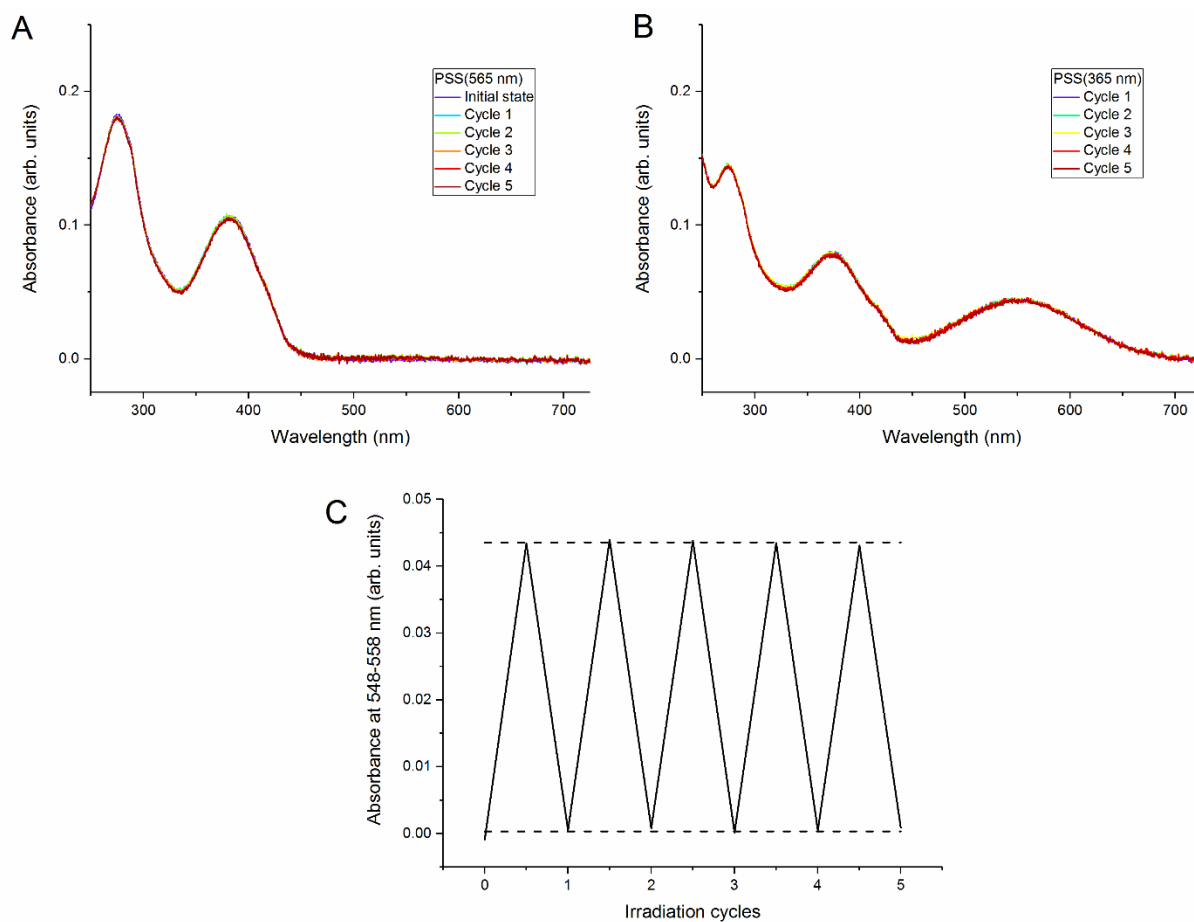 A
PSS(565 nm)
Initial state
Cycle 1
Cycle 2
Cycle 3
Cycle 4
Cycle 5
Absorbance (arb. units)
0.2
0.1
0.0
300
400
500
600
700
Wavelength (nm)
B
PSS(365 nm)
Cycle 1
Cycle 2
Cycle 3
Cycle 4
Cycle 5
Absorbance (arb. units)
0.2
0.1
0.0
300
400
500
600
700
Wavelength (nm)
C
Absorbance at 548-558 nm (arb. units)
0.05
0.04
0.03
0.02
0.01
0.00
0
1
2
3
4
5
Irradiation cycles